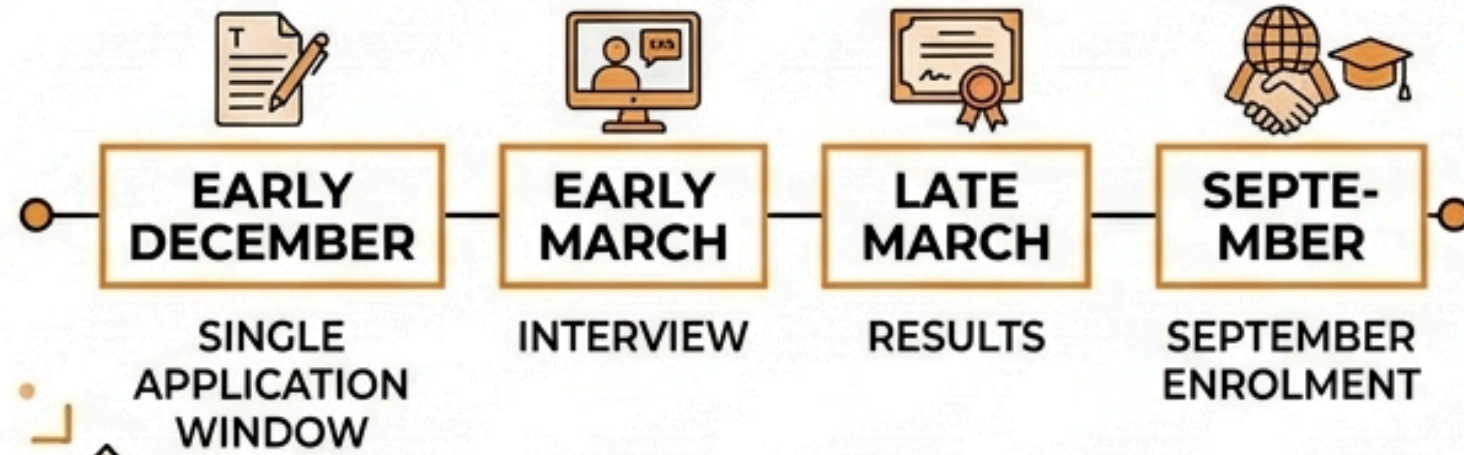 T
EARLY
DECEMBER
SINGLE
APPLICATION
WINDOW
EARLY
MARCH
INTERVIEW
LATE
MARCH
RESULTS
SEPTE-
MBER
SEPTEMBER
ENROLMENT